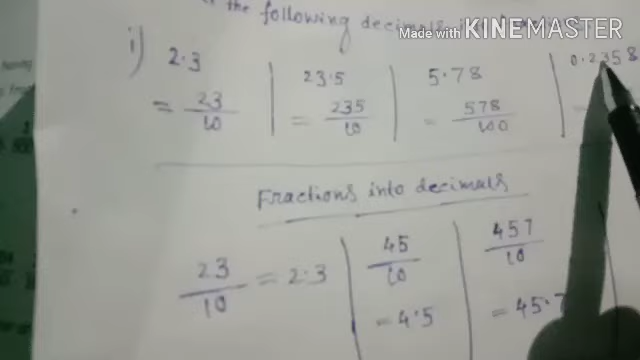 the following decimals into
Made with KINEMASTER
i) 2.3 | 23.5 | 5.78 | 0.2358
= 23/10 | = 235/10 | = 578/100 | =
Fractions into decimals
23/10 = 2.3 | 45/10 | 457/10
= 4.5 | = 45.7